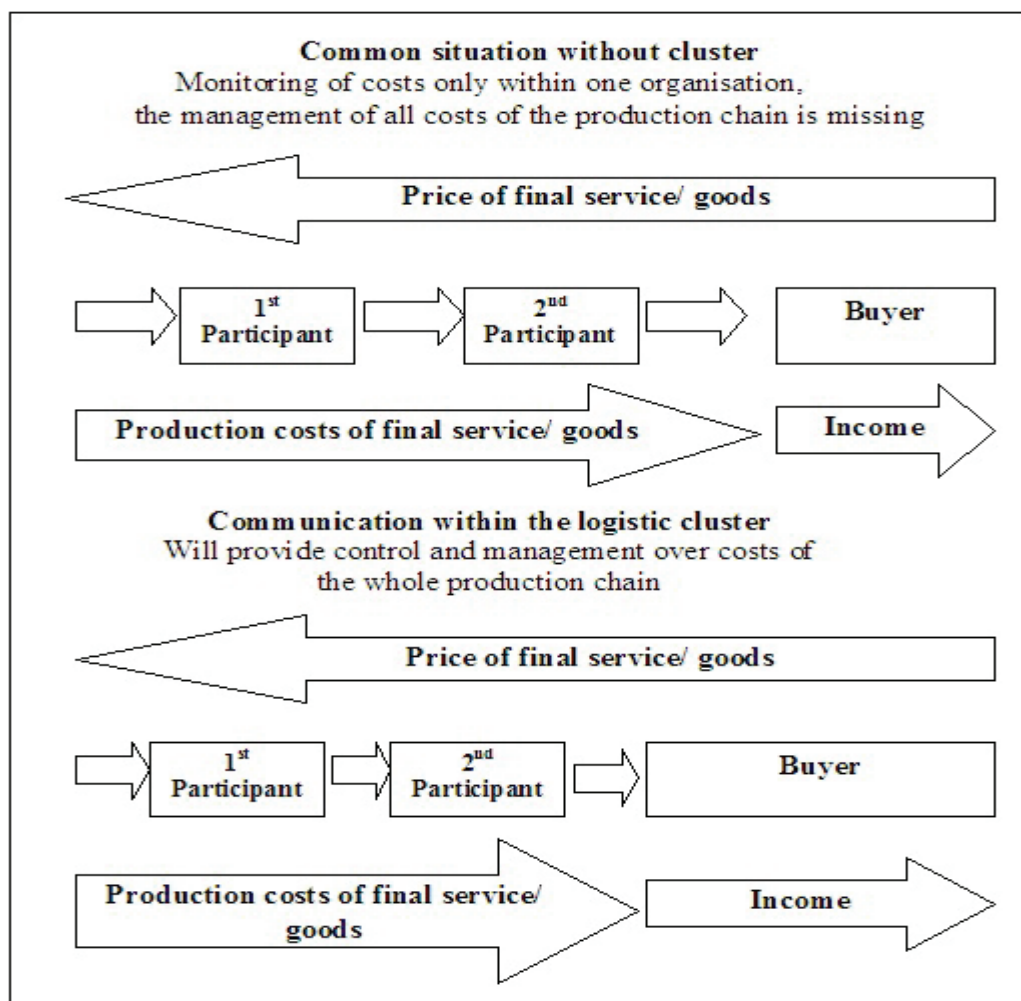 Common situation without cluster
Monitoring of costs only within one organisation,
the management of all costs of the production chain is missing
Price of final service/ goods
1st
Participant
2nd
Participant
Buyer
Production costs of final service/ goods
Income
Communication within the logistic cluster
Will provide control and management over costs of
the whole production chain
Price of final service/ goods
1st
Participant
2nd
Participant
Buyer
Production costs of final service/
goods
Income